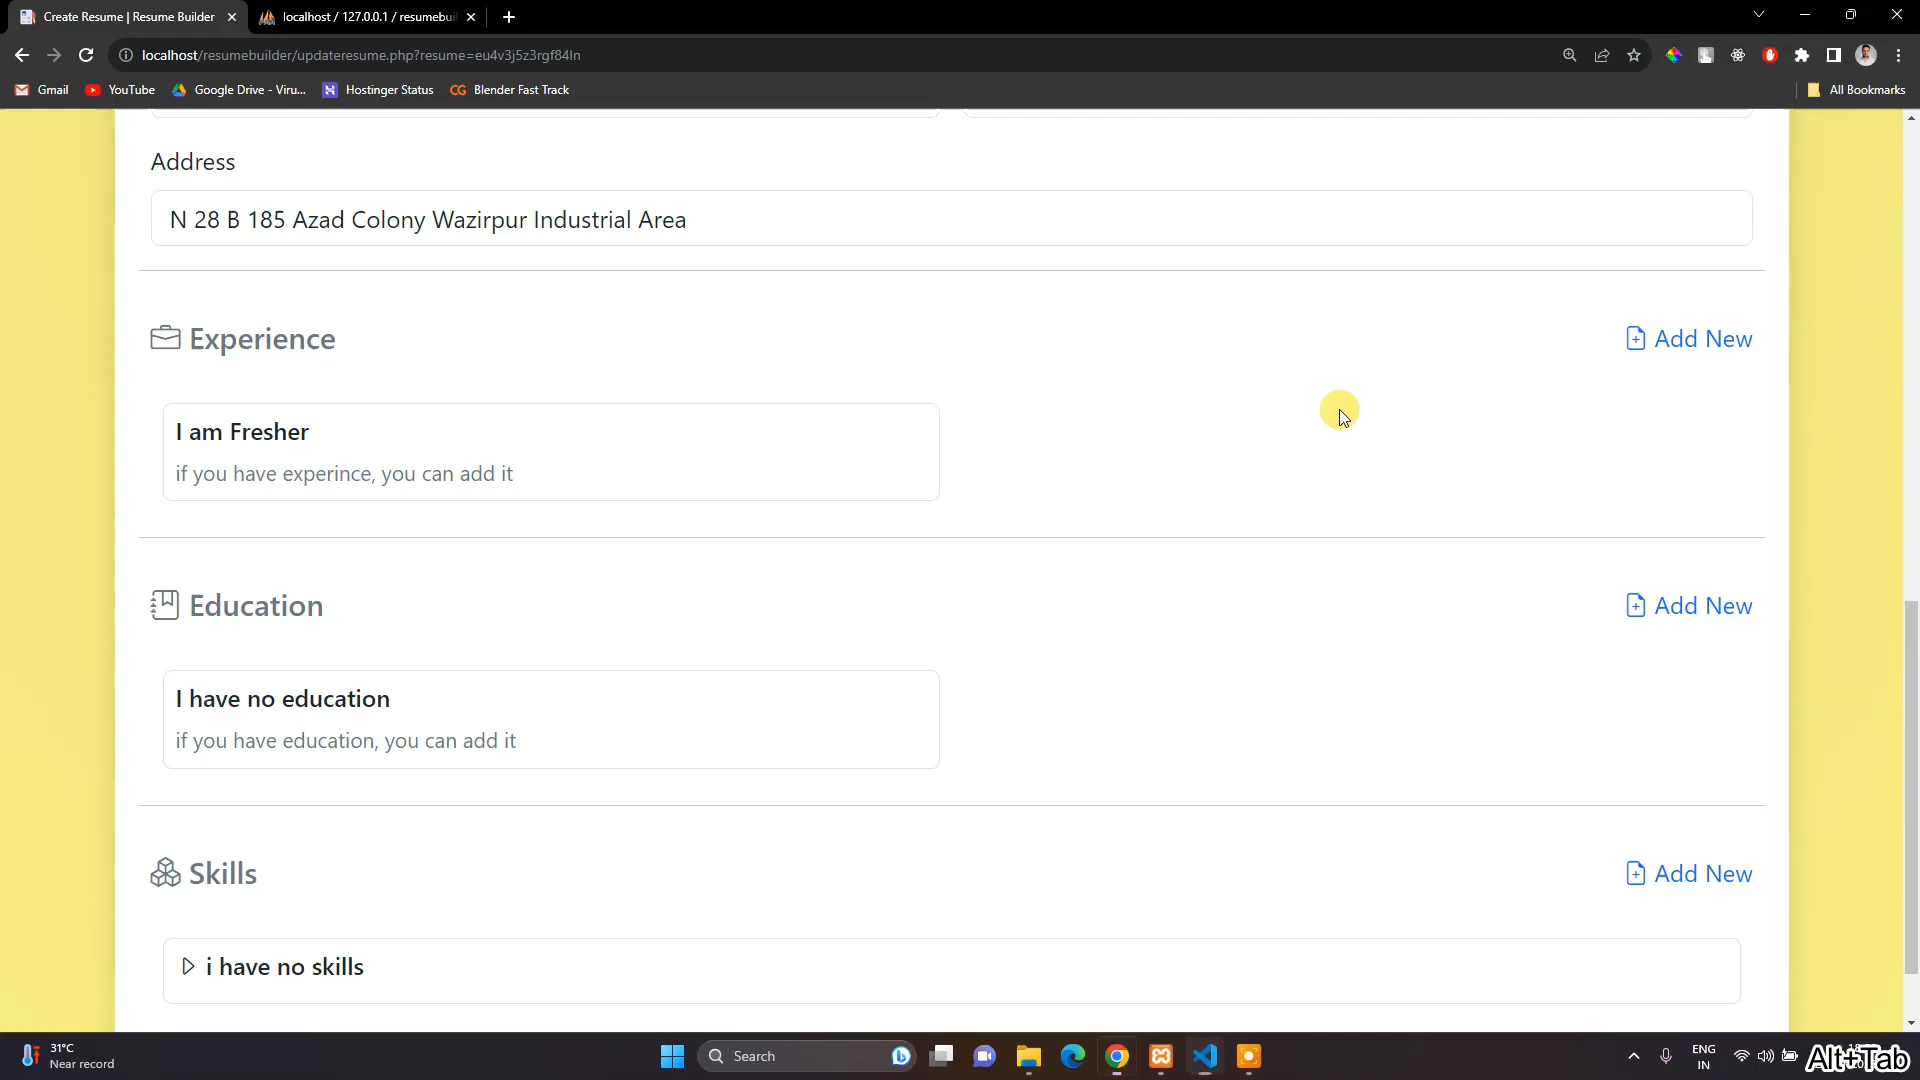 Create Resume | Resume Builder
localhost / 127.0.0.1 / resumebui
localhost/resumebuilder/updateresume.php?resume=eu4v3j5z3rgf84ln
Gmail
YouTube
Google Drive - Viru...
Hostinger Status
CG Blender Fast Track
All Bookmarks
Address
N 28 B 185 Azad Colony Wazirpur Industrial Area
Experience
Add New
I am Fresher
if you have experince, you can add it
Education
Add New
I have no education
if you have education, you can add it
Skills
Add New
i have no skills
31°C
Near record
Search
ENG
IN
Alt+Tab